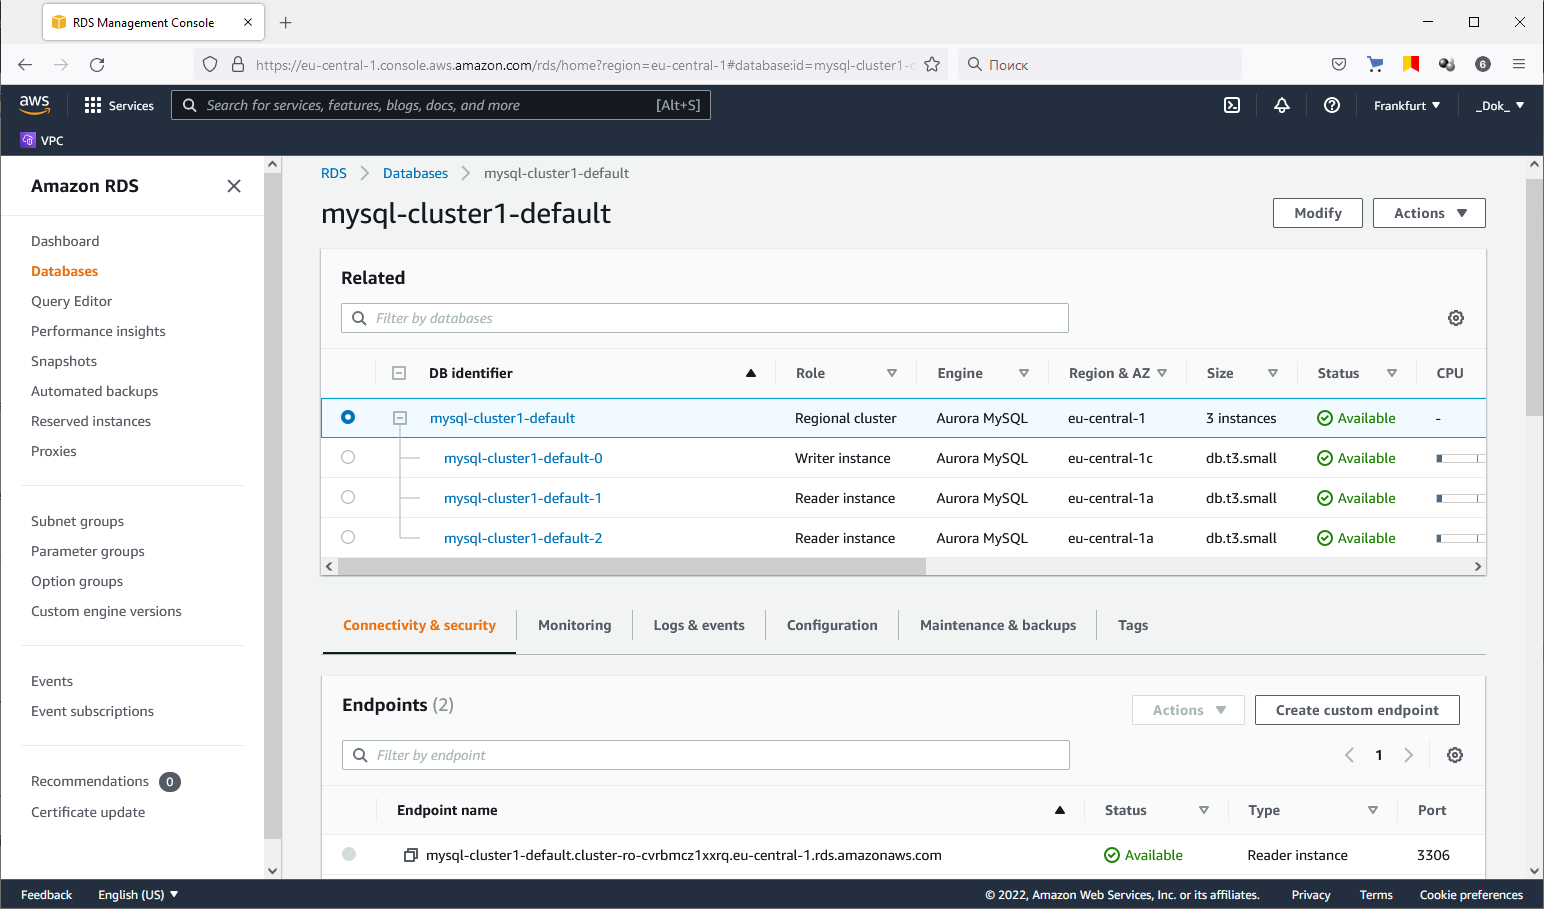 RDS Management Console
https://eu-central-1.console.aws.amazon.com/rds/home?region=eu-central-1#database:id=mysql-cluster1-d
Поиск
6
aws
Services
Search for services, features, blogs, docs, and more
[Alt+S]
Frankfurt
_Dok_
VPC
Amazon RDS
Dashboard
Databases
Query Editor
Performance insights
Snapshots
Automated backups
Reserved instances
Proxies
Subnet groups
Parameter groups
Option groups
Custom engine versions
Events
Event subscriptions
Recommendations 0
Certificate update
RDS Databases mysql-cluster1-default
mysql-cluster1-default
Modify Actions
Related
Filter by databases
DB identifier Role Engine Region & AZ Size Status CPU
mysql-cluster1-default Regional cluster Aurora MySQL eu-central-1 3 instances Available -
mysql-cluster1-default-0 Writer instance Aurora MySQL eu-central-1c db.t3.small Available
mysql-cluster1-default-1 Reader instance Aurora MySQL eu-central-1a db.t3.small Available
mysql-cluster1-default-2 Reader instance Aurora MySQL eu-central-1a db.t3.small Available
Connectivity & security Monitoring Logs & events Configuration Maintenance & backups Tags
Endpoints (2)
Actions Create custom endpoint
Filter by endpoint
1
Endpoint name Status Type Port
mysql-cluster1-default.cluster-ro-cvrbmcz1xxrq.eu-central-1.rds.amazonaws.com Available Reader instance 3306
Feedback English (US) © 2022, Amazon Web Services, Inc. or its affiliates. Privacy Terms Cookie preferences